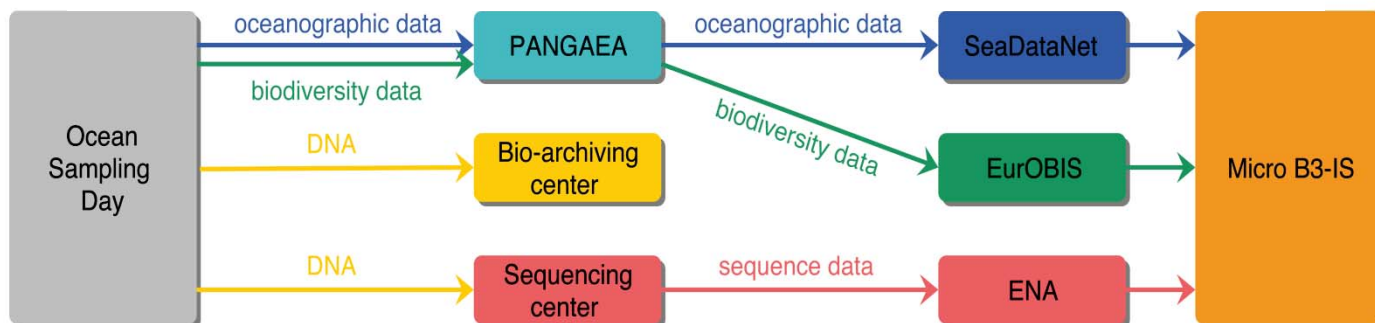 oceanographic data
PANGAEA
oceanographic data
SeaDataNet
biodiversity data
biodiversity data
Ocean
Sampling
Day
DNA
Bio-archiving
center
EurOBIS
Micro B3-IS
DNA
Sequencing
center
sequence data
ENA